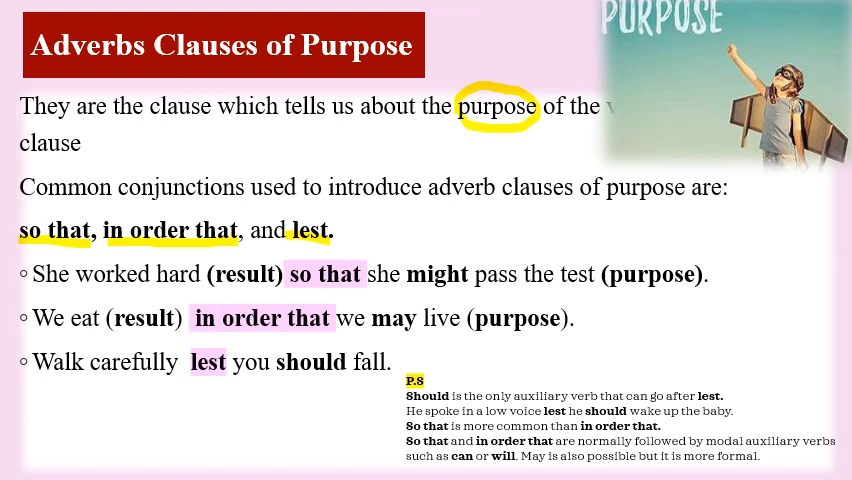 PURPOSE
Adverbs Clauses of Purpose
They are the clause which tells us about the purpose of the
clause
Common conjunctions used to introduce adverb clauses of purpose are:
so that, in order that, and lest.
◦ She worked hard (result) so that she might pass the test (purpose).
◦ We eat (result) in order that we may live (purpose).
◦ Walk carefully lest you should fall.
P.S
Should is the only auxiliary verb that can go after lest.
He spoke in a low voice lest he should wake up the baby.
So that is more common than in order that.
So that and in order that are normally followed by modal auxiliary verbs
such as can or will. May is also possible but it is more formal.